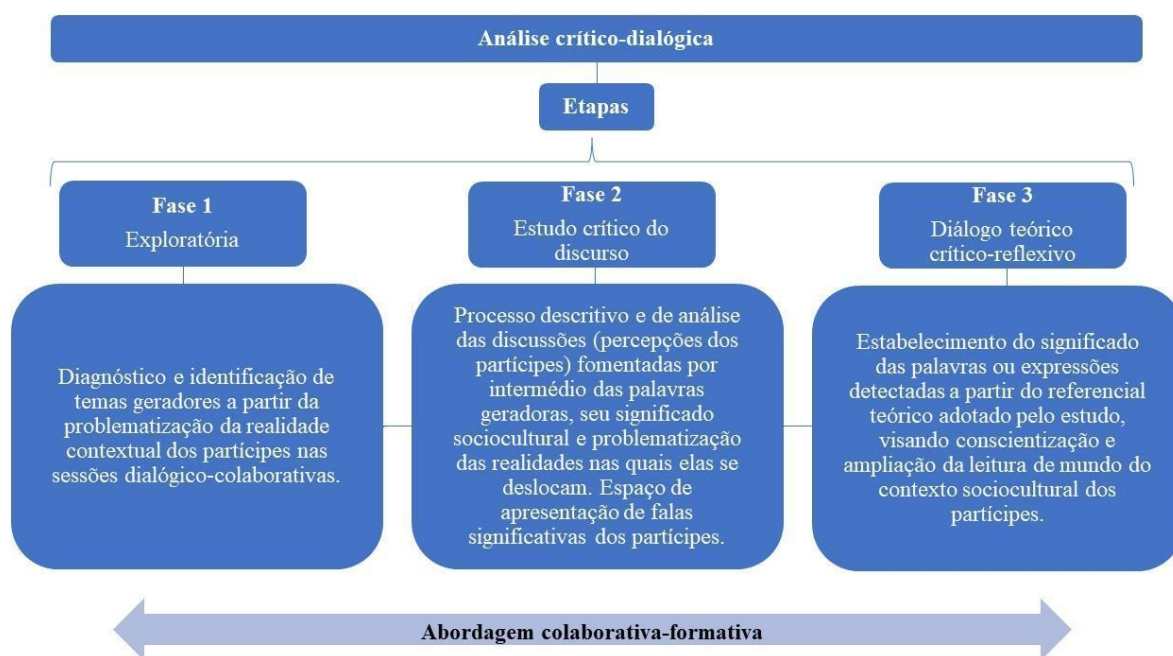 Análise crítico-dialógica
Etapas
Fase 1
Exploratória
Fase 2
Estudo crítico do
discurso
Fase 3
Diálogo teórico
crítico-reflexivo
Diagnóstico e identificação de
temas geradores a partir da
problematização da realidade
contextual dos partícipes nas
sessões dialógico-colaborativas.
Processo descritivo e de análise
das discussões (percepções dos
partícipes) fomentadas por
intermédio das palavras
geradoras, seu significado
sociocultural e problematização
das realidades nas quais elas se
deslocam. Espaço de
apresentação de falas
significativas dos partícipes.
Estabelecimento do significado
das palavras ou expressões
detectadas a partir do referencial
teórico adotado pelo estudo,
visando conscientização e
ampliação da leitura de mundo do
contexto sociocultural dos
partícipes.
Abordagem colaborativa-formativa